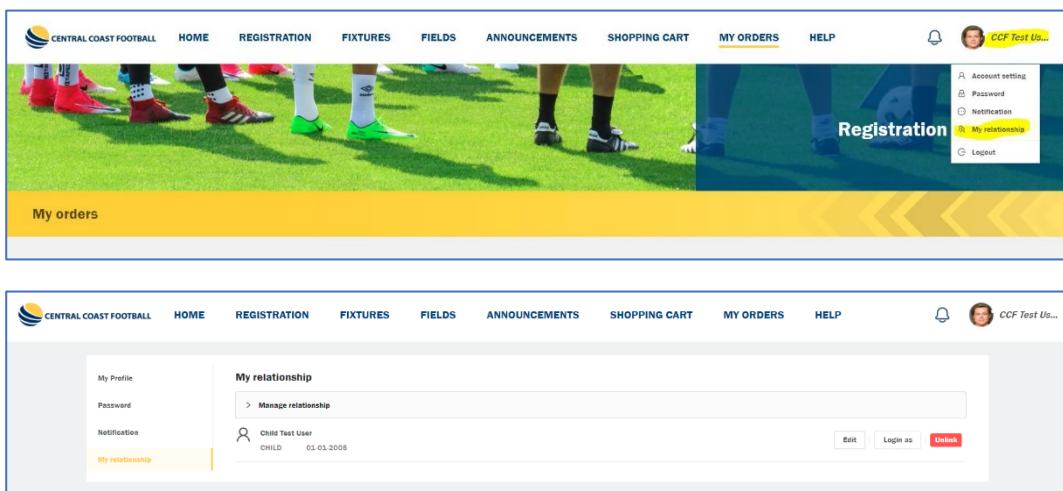 CENTRAL COAST FOOTBALL HOME REGISTRATION FIXTURES FIELDS ANNOUNCEMENTS SHOPPING CART MY ORDERS HELP CCF Test Us...
Account setting
Password
Notification
Registration
My relationship
Logout
My orders
CENTRAL COAST FOOTBALL HOME REGISTRATION FIXTURES FIELDS ANNOUNCEMENTS SHOPPING CART MY ORDERS HELP CCF Test Us...
My Profile
Password
Notification
My relationship
My relationship
> Manage relationship
Child Test User
CHILD 01-01-2008
Edit Login as Unlink